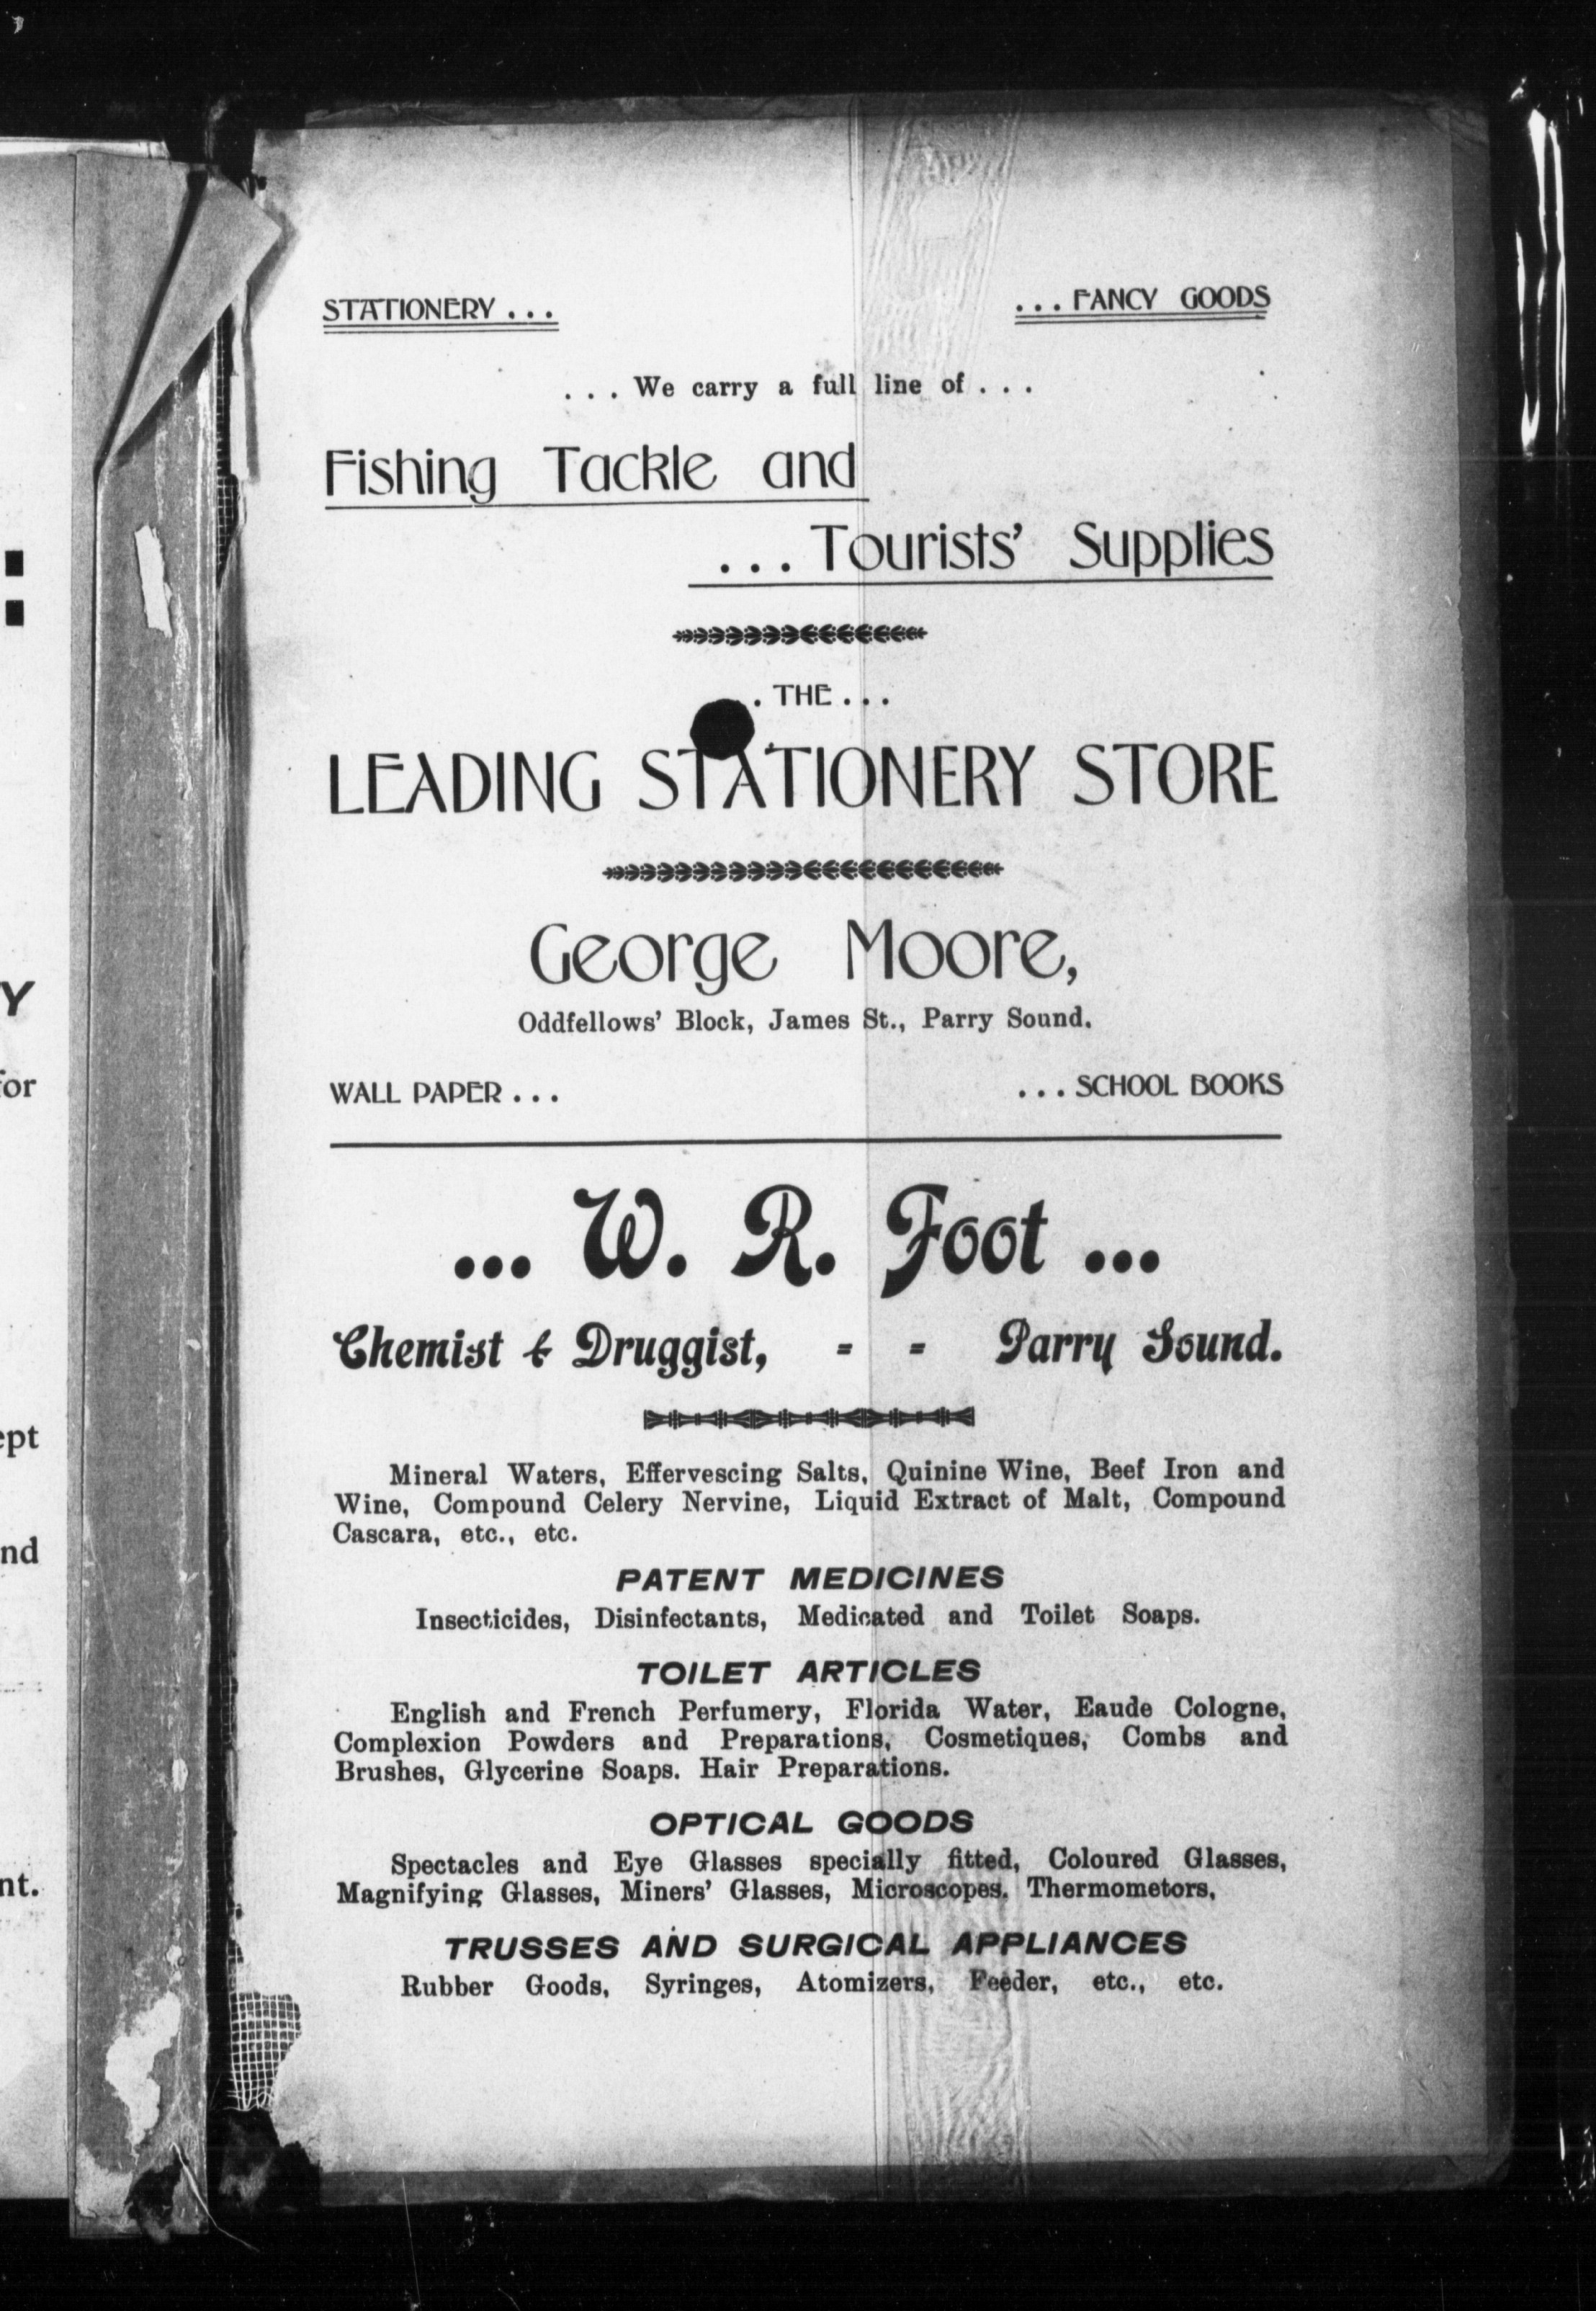 STATIONERY . . .
. . . FANCY GOODS
. . . We carry a full line of . . .
Fishing Tackle and
. . . Tourists' Supplies
. THE . . .
LEADING STATIONERY STORE
George Moore,
Oddfellows' Block, James St., Parry Sound.
WALL PAPER . . .
. . . SCHOOL BOOKS
... W. R. Foot ...
Chemist & Druggist, = = Parry Sound.
Mineral Waters, Effervescing Salts, Quinine Wine, Beef Iron and
Wine, Compound Celery Nervine, Liquid Extract of Malt, Compound
Cascara, etc., etc.
PATENT MEDICINES
Insecticides, Disinfectants, Medicated and Toilet Soaps.
TOILET ARTICLES
English and French Perfumery, Florida Water, Eaude Cologne,
Complexion Powders and Preparations, Cosmetiques, Combs and
Brushes, Glycerine Soaps. Hair Preparations.
OPTICAL GOODS
Spectacles and Eye Glasses specially fitted, Coloured Glasses,
Magnifying Glasses, Miners' Glasses, Microscopes. Thermometors,
TRUSSES AND SURGICAL APPLIANCES
Rubber Goods, Syringes, Atomizers, Feeder, etc., etc.